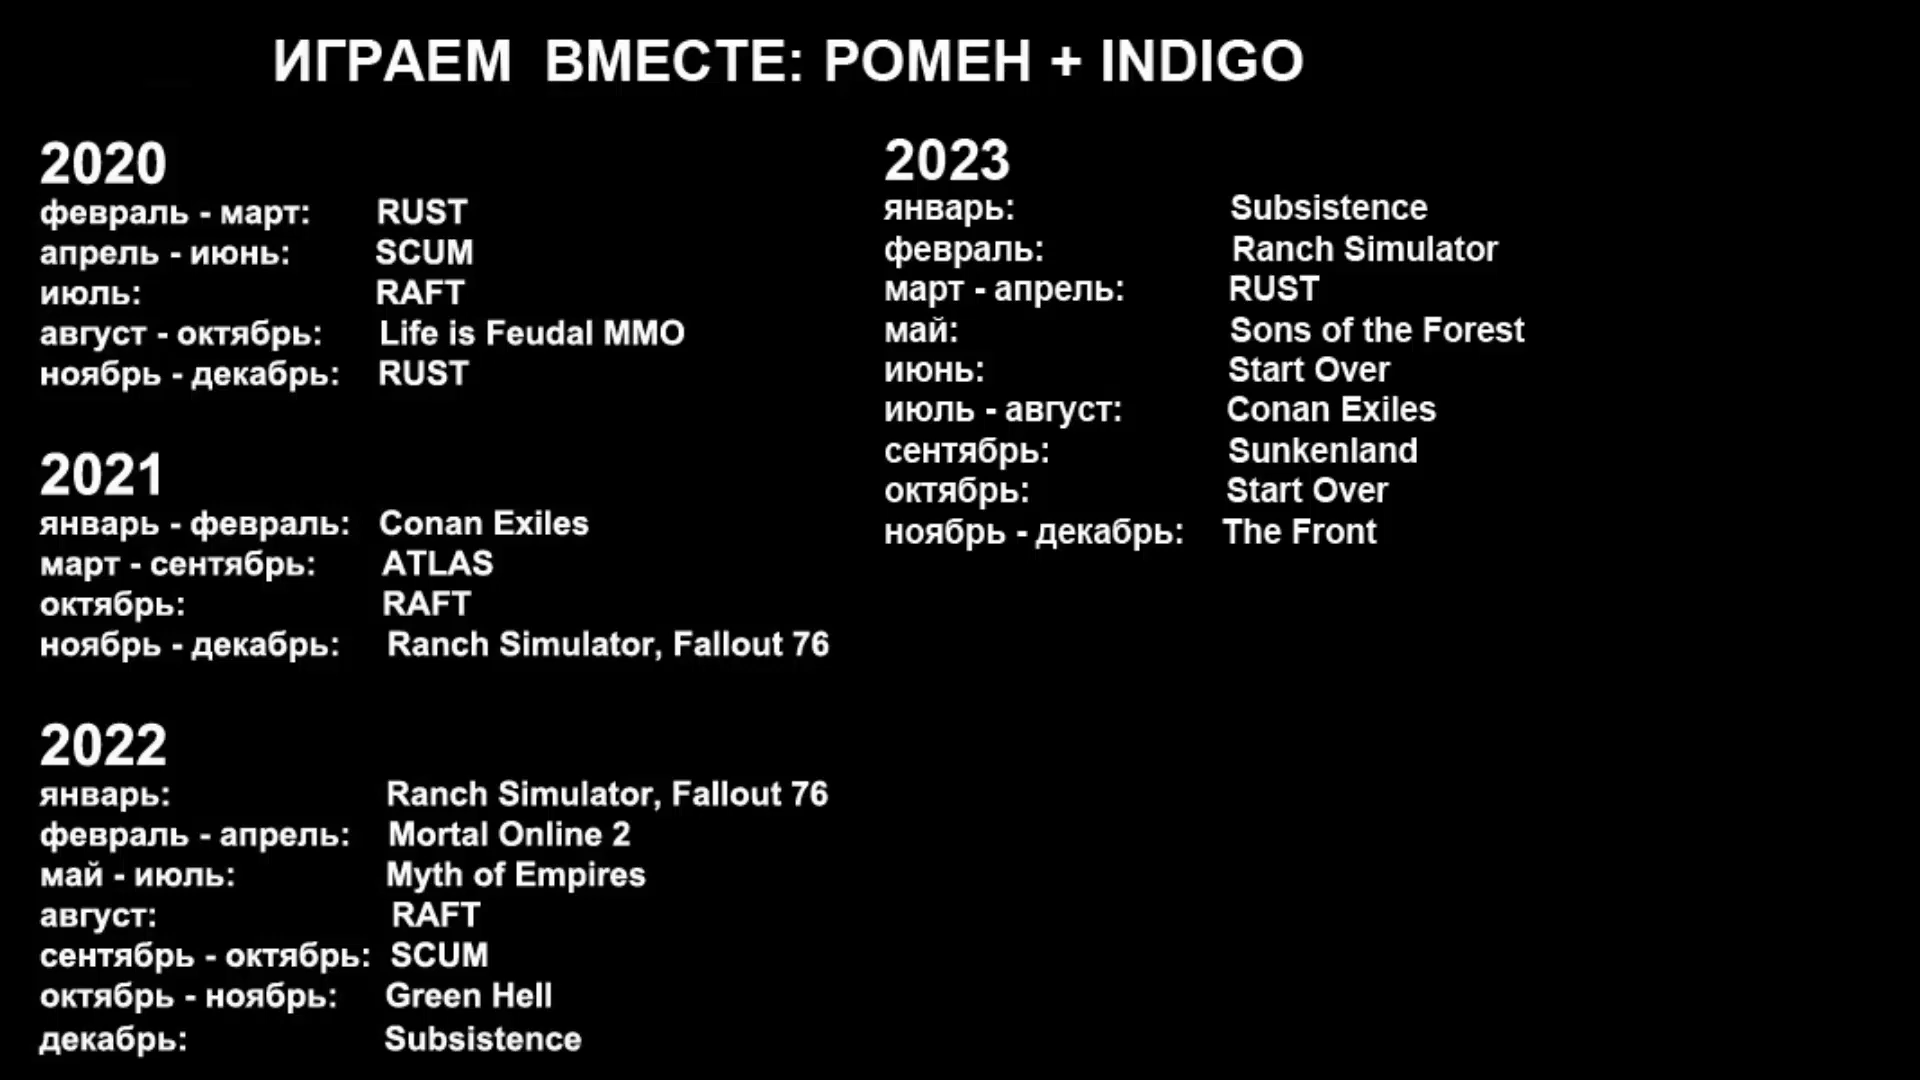 ИГРАЕМ ВМЕСТЕ: РОМЕН + INDIGO
2020
февраль - март: RUST
апрель - июнь: SCUM
июль: RAFT
август - октябрь: Life is Feudal MMO
ноябрь - декабрь: RUST
2021
январь - февраль: Conan Exiles
март - сентябрь: ATLAS
октябрь: RAFT
ноябрь - декабрь: Ranch Simulator, Fallout 76
2022
январь: Ranch Simulator, Fallout 76
февраль - апрель: Mortal Online 2
май - июль: Myth of Empires
август: RAFT
сентябрь - октябрь: SCUM
октябрь - ноябрь: Green Hell
декабрь: Subsistence
2023
январь: Subsistence
февраль: Ranch Simulator
март - апрель: RUST
май: Sons of the Forest
июнь: Start Over
июль - август: Conan Exiles
сентябрь: Sunkenland
октябрь: Start Over
ноябрь - декабрь: The Front